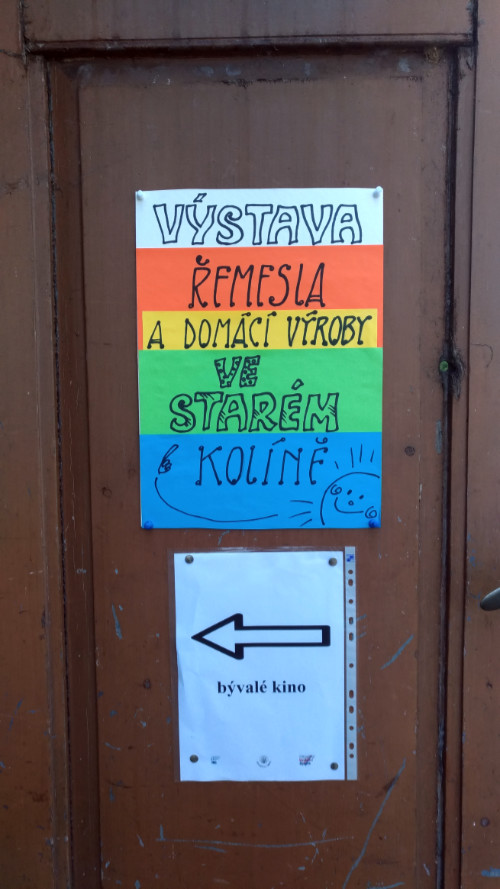 VÝSTAVA
ŘEMESLA
A DOMÁCÍ VÝROBY
VE
STARÉM
KOLÍNĚ
bývalé kino